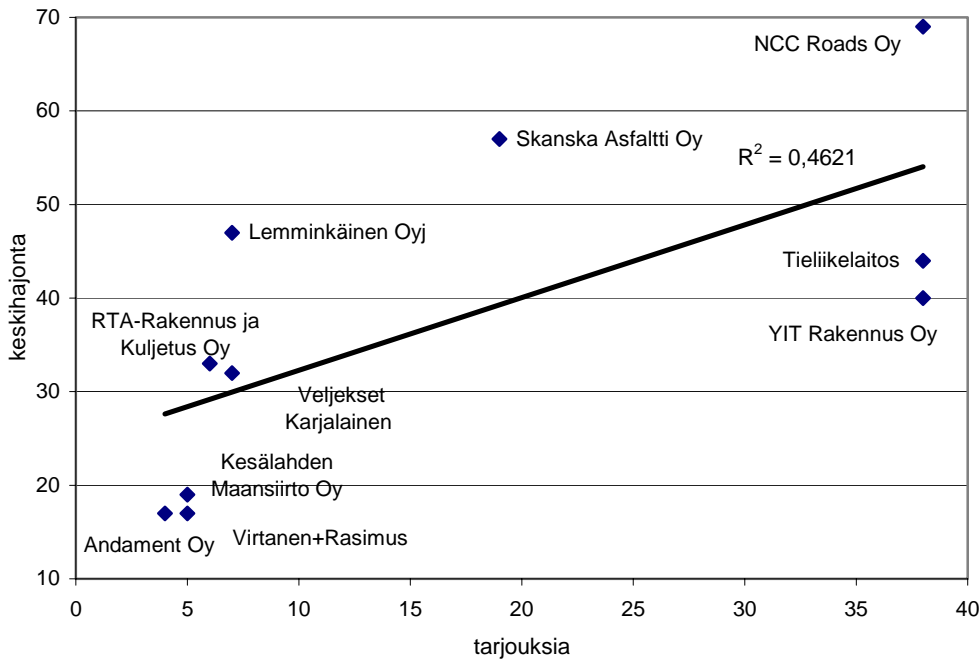 70
60
50
40
30
20
10
keskihajonta
NCC Roads Oy
Skanska Asfaltti Oy
R² = 0,4621
Lemminkäinen Oyj
Tieliikelaitos
YIT Rakennus Oy
RTA-Rakennus ja
Kuljetus Oy
Veljekset
Karjalainen
Kesälahden
Maansiirto Oy
Virtanen+Rasimus
Andament Oy
0 5 10 15 20 25 30 35 40
tarjouksia